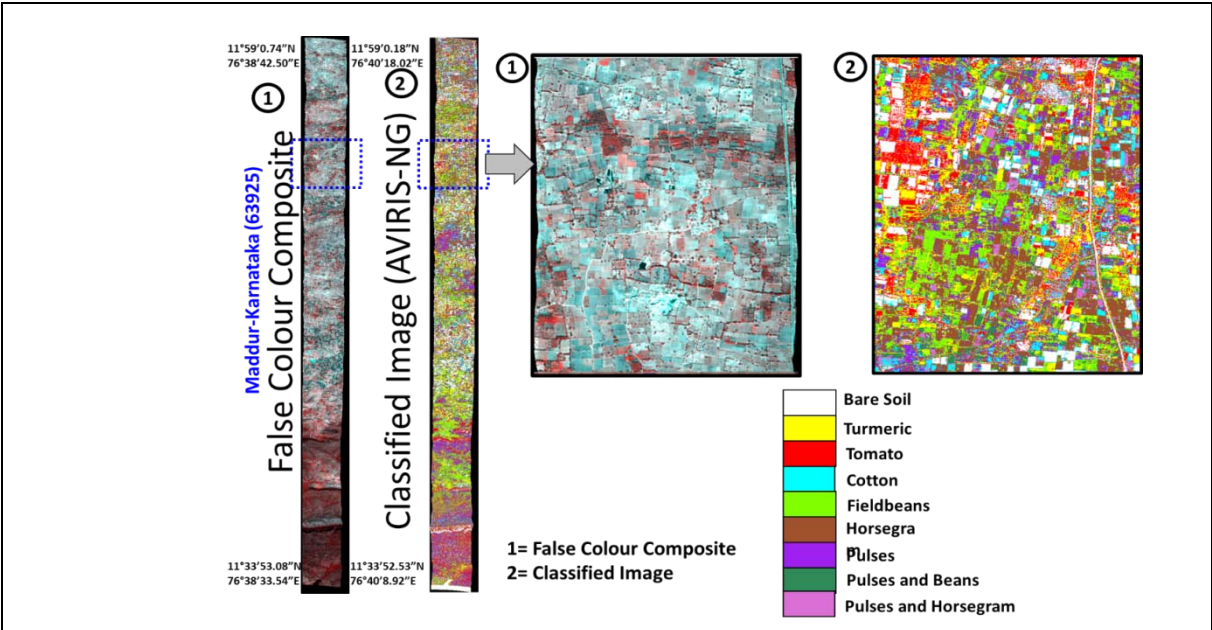 11°59'0.74"N
76°38'42.50"E
11°59'0.18"N
76°40'18.02"E
1
2
1
2
Maddur-Karnataka (63925)
False Colour Composite
Classified Image (AVIRIS-NG)
11°33'53.08"N
76°38'33.54"E
11°33'52.53"N
76°40'8.92"E
1= False Colour Composite
2= Classified Image
Bare Soil
Turmeric
Tomato
Cotton
Fieldbeans
Horsegra
m
Pulses
Pulses and Beans
Pulses and Horsegram